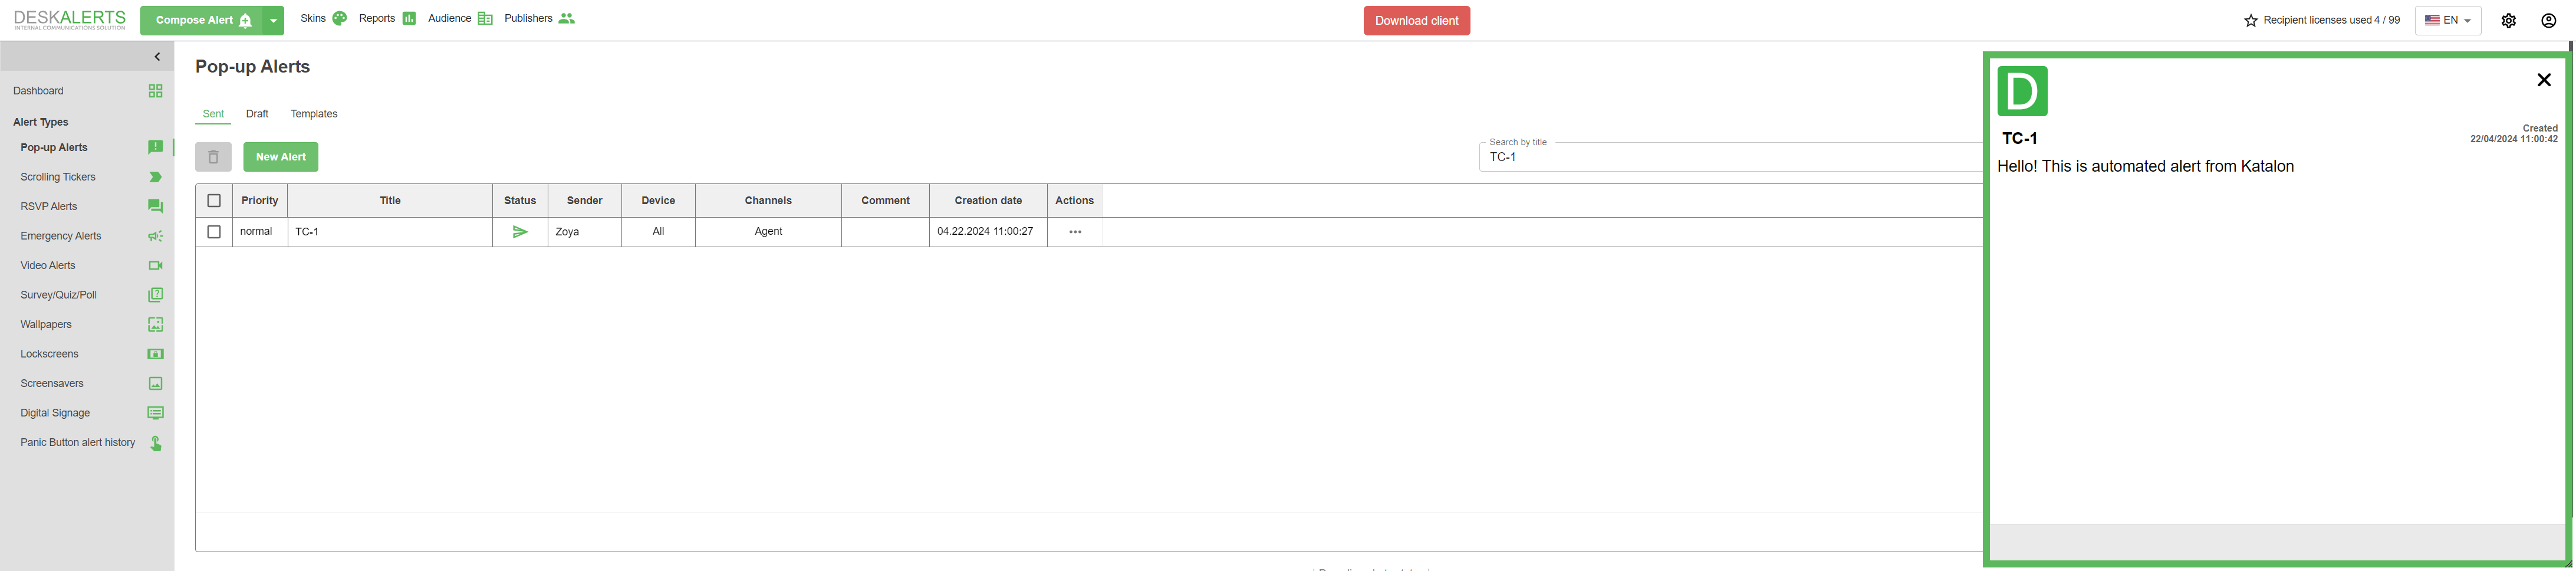 DESKALERTS
INTERNAL COMMUNICATIONS SOLUTION
Compose Alert
Skins
Reports
Audience
Publishers
Download client
Recipient licenses used 4 / 99
EN
Dashboard
Alert Types
Pop-up Alerts
Scrolling Tickers
RSVP Alerts
Emergency Alerts
Video Alerts
Survey/Quiz/Poll
Wallpapers
Lockscreens
Screensavers
Digital Signage
Panic Button alert history
Pop-up Alerts
Sent Draft Templates
New Alert
Search by title
TC-1
Priority Title Status Sender Device Channels Comment Creation date Actions
normal TC-1 Zoya All Agent 04.22.2024 11:00:27
D
Created
22/04/2024 11:00:42
TC-1
Hello! This is automated alert from Katalon